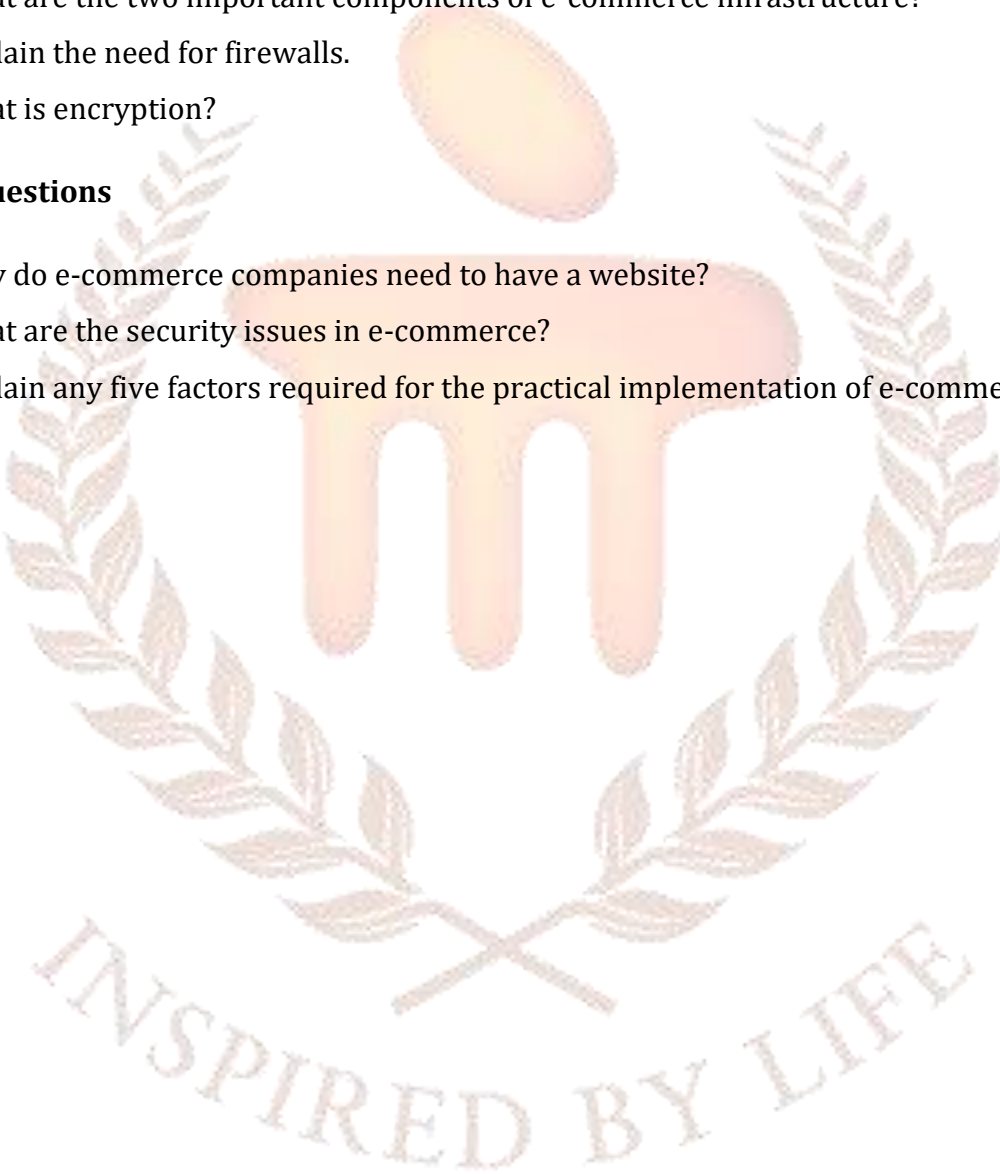 at are the two important components of e-commerce infrastructure?
lain the need for firewalls.
at is encryption?
uestions
y do e-commerce companies need to have a website?
at are the security issues in e-commerce?
lain any five factors required for the practical implementation of e-comme
INSPIRED BY LIFE